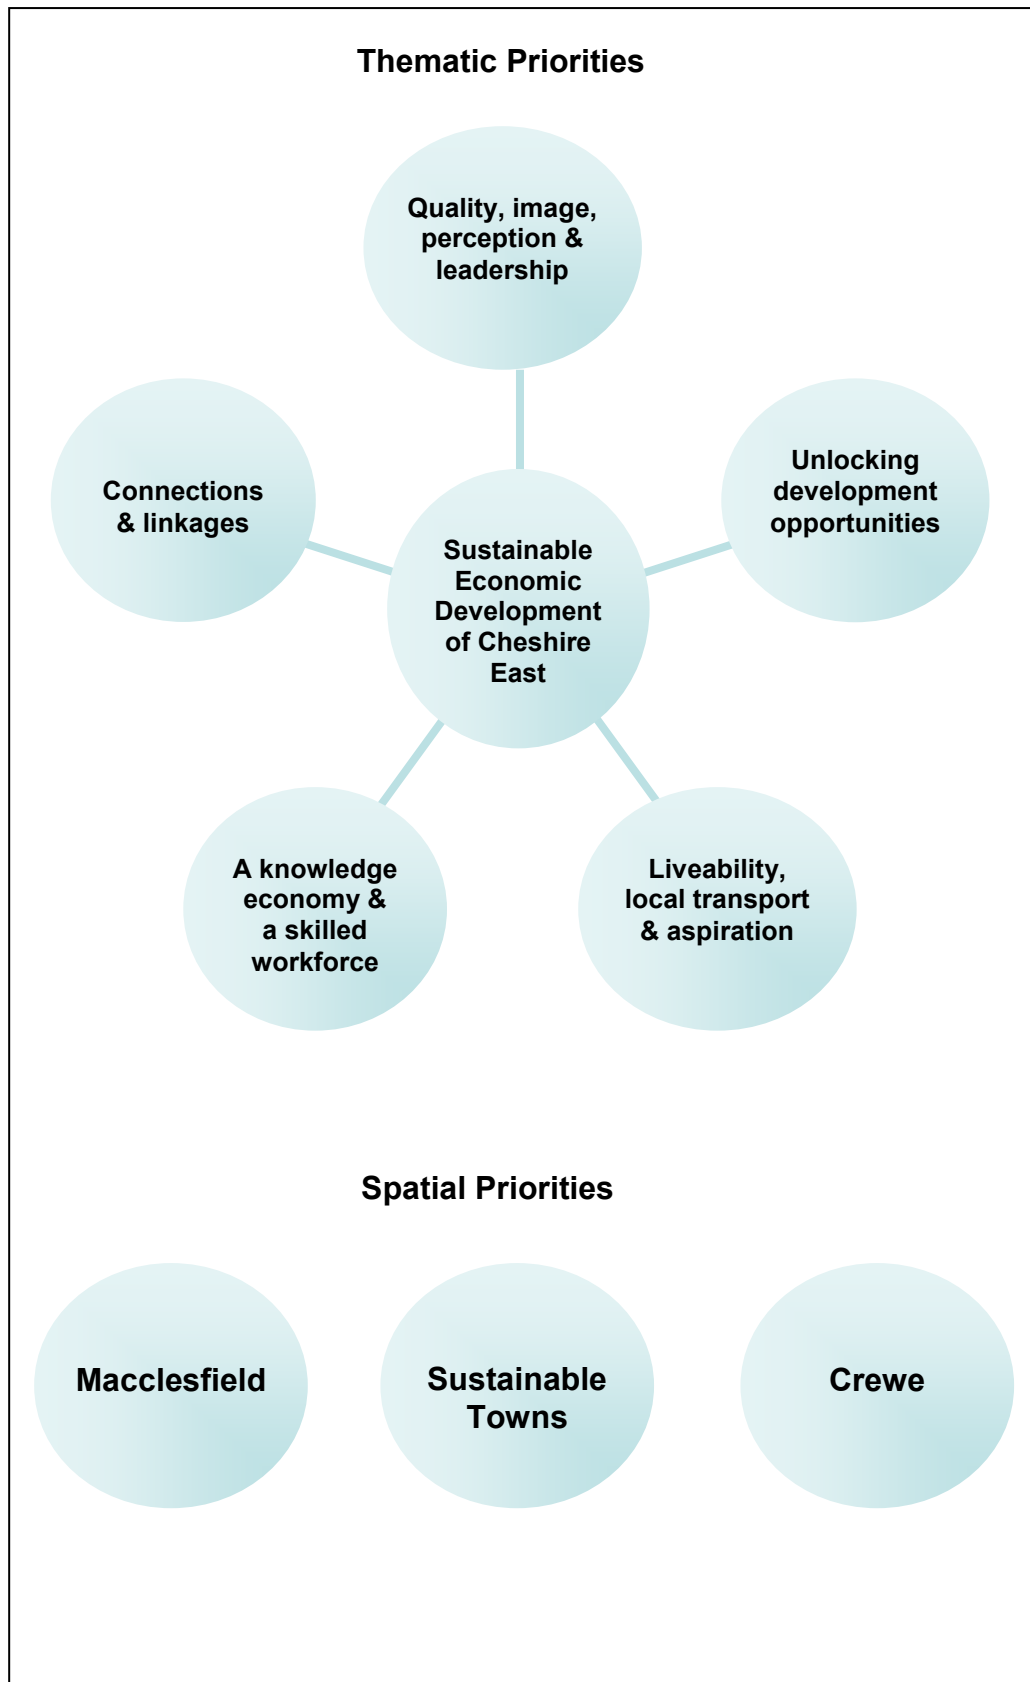 Thematic Priorities
Quality, image,
perception &
leadership
Connections
& linkages
Unlocking
development
opportunities
Sustainable
Economic
Development
of Cheshire
East
A knowledge
economy &
a skilled
workforce
Liveability,
local transport
& aspiration
Spatial Priorities
Macclesfield
Sustainable
Towns
Crewe